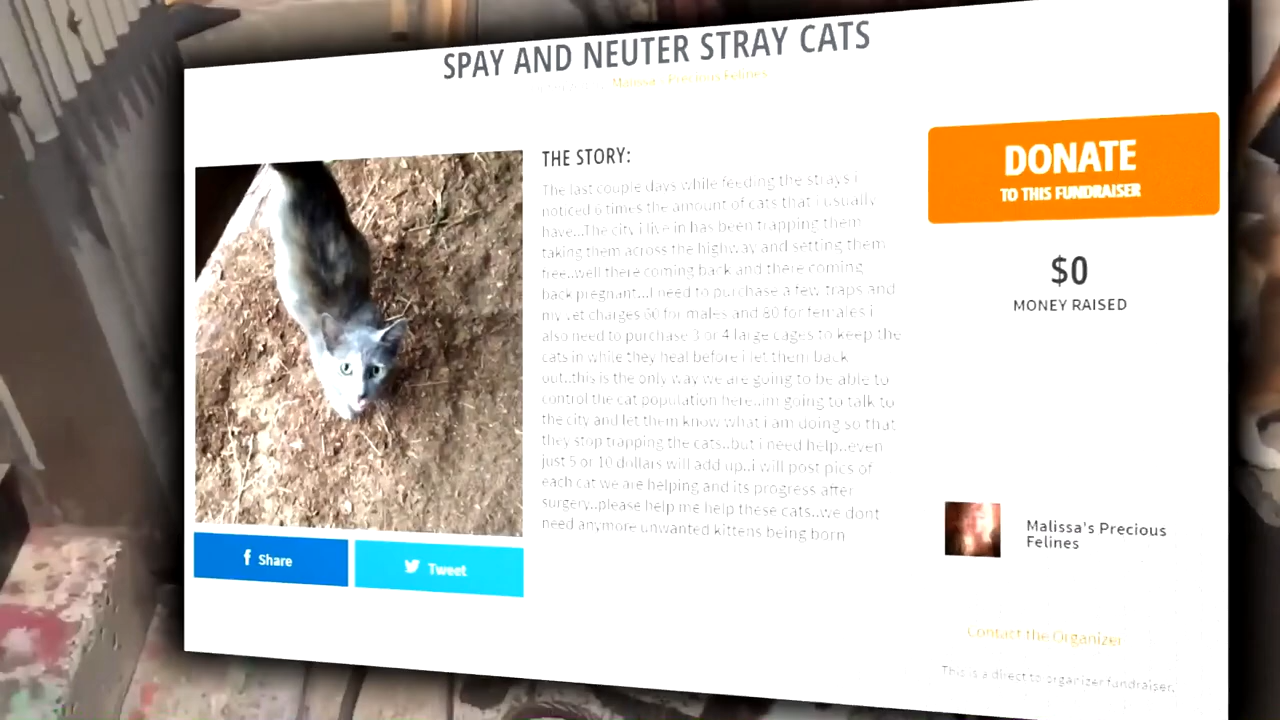 SPAY AND NEUTER STRAY CATS
Malissa's Precious Felines
THE STORY:
The last couple days while feeding the strays i
noticed 6 times the amount of cats that i usually
have...The city i live in has been trapping them
taking them across the highway and setting them
free..well there coming back and there coming
back pregnant...I need to purchase a few traps and
my vet charges 60 for males and 80 for females i
also need to purchase 3 or 4 large cages to keep the
cats in while they heal before i let them back
out..this is the only way we are going to be able to
control the cat population here..im going to talk to
the city and let them know what i am doing so that
they stop trapping the cats..but i need help..even
just 5 or 10 dollars will add up..i will post pics of
each cat we are helping and its progress after
surgery..please help me help these cats..we dont
need anymore unwanted kittens being born
f Share
Tweet
DONATE
TO THIS FUNDRAISER
$0
MONEY RAISED
Malissa's Precious
Felines
Contact the Organizer
This is a direct to organizer fundraiser.